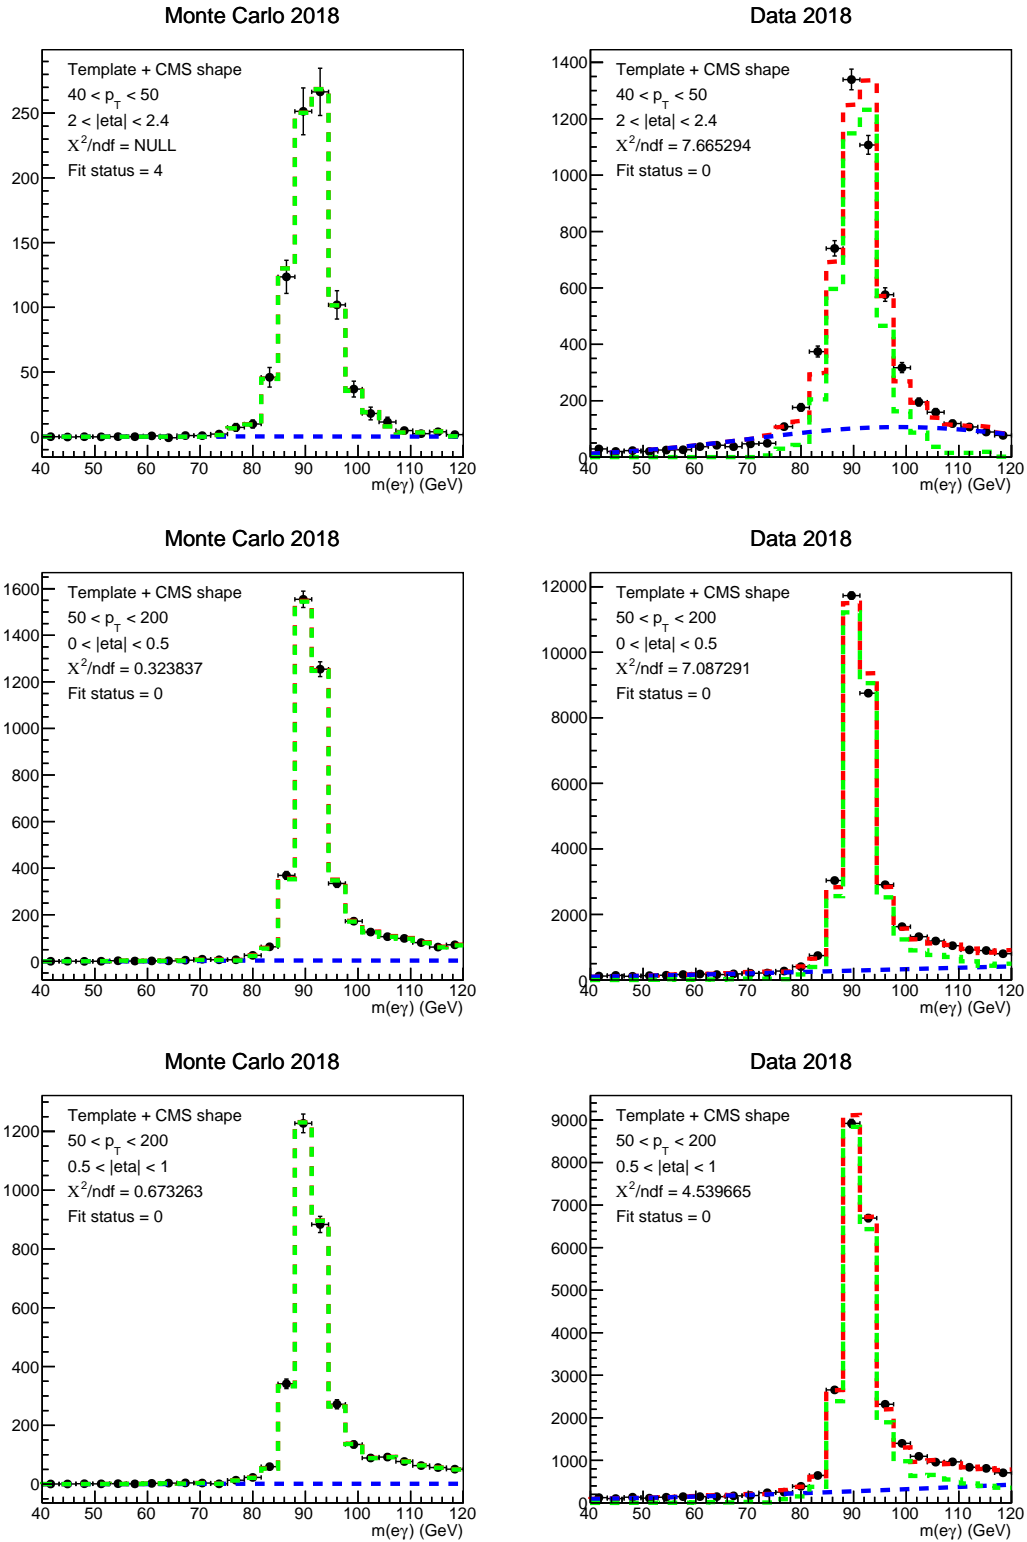 Monte Carlo 2018
Template + CMS shape
40 < p_T < 50
2 < |eta| < 2.4
Χ²/ndf = NULL
Fit status = 4
250
200
150
100
50
0
40 50 60 70 80 90 100 110 120
m(eγ) (GeV)
Data 2018
Template + CMS shape
40 < p_T < 50
2 < |eta| < 2.4
Χ²/ndf = 7.665294
Fit status = 0
1400
1200
1000
800
600
400
200
0
40 50 60 70 80 90 100 110 120
m(eγ) (GeV)
Monte Carlo 2018
Template + CMS shape
50 < p_T < 200
0 < |eta| < 0.5
Χ²/ndf = 0.323837
Fit status = 0
1600
1400
1200
1000
800
600
400
200
0
40 50 60 70 80 90 100 110 120
m(eγ) (GeV)
Data 2018
Template + CMS shape
50 < p_T < 200
0 < |eta| < 0.5
Χ²/ndf = 7.087291
Fit status = 0
12000
10000
8000
6000
4000
2000
0
40 50 60 70 80 90 100 110 120
m(eγ) (GeV)
Monte Carlo 2018
Template + CMS shape
50 < p_T < 200
0.5 < |eta| < 1
Χ²/ndf = 0.673263
Fit status = 0
1200
1000
800
600
400
200
0
40 50 60 70 80 90 100 110 120
m(eγ) (GeV)
Data 2018
Template + CMS shape
50 < p_T < 200
0.5 < |eta| < 1
Χ²/ndf = 4.539665
Fit status = 0
9000
8000
7000
6000
5000
4000
3000
2000
1000
0
40 50 60 70 80 90 100 110 120
m(eγ) (GeV)